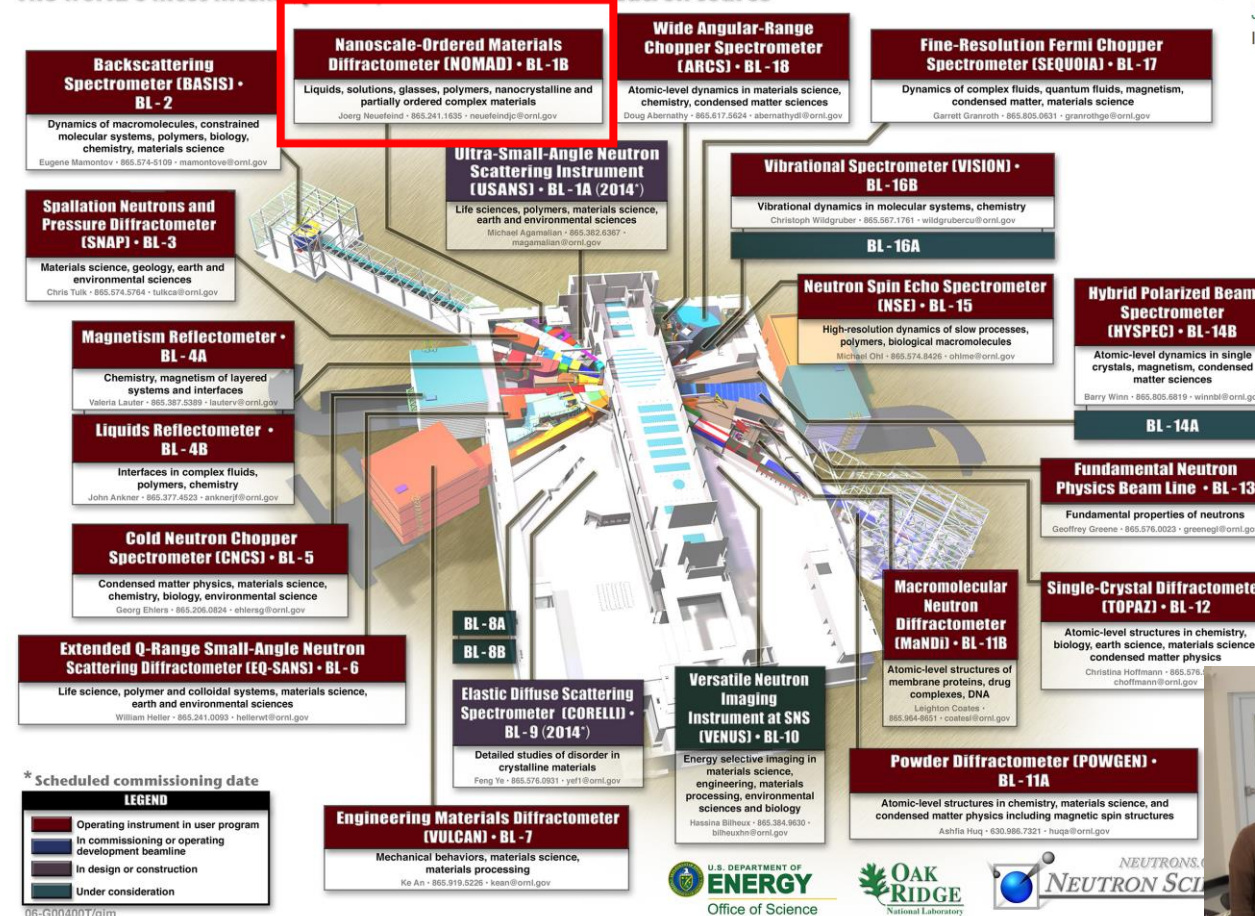 Nanoscale-Ordered Materials
Diffractometer (NOMAD) • BL-1B
Liquids, solutions, glasses, polymers, nanocrystalline and
partially ordered complex materials
Joerg Neuefeind • 865.241.1635 • neuefeindjc@ornl.gov
Wide Angular-Range
Chopper Spectrometer
(ARCS) • BL-18
Atomic-level dynamics in materials science,
chemistry, condensed matter sciences
Doug Abernathy • 865.617.5624 • abernathydl@ornl.gov
Fine-Resolution Fermi Chopper
Spectrometer (SEQUOIA) • BL-17
Dynamics of complex fluids, quantum fluids, magnetism,
condensed matter, materials science
Garrett Granroth • 865.805.0631 • granrothge@ornl.gov
Backscattering
Spectrometer (BASIS) •
BL-2
Dynamics of macromolecules, constrained
molecular systems, polymers, biology,
chemistry, materials science
Eugene Mamontov • 865.574-5109 • mamontove@ornl.gov
Ultra-Small-Angle Neutron
Scattering Instrument
(USANS) • BL-1A (2014*)
Life sciences, polymers, materials science,
earth and environmental sciences
Michael Agamalian • 865.382.6367 •
magamalian@ornl.gov
Vibrational Spectrometer (VISION) •
BL-16B
Vibrational dynamics in molecular systems, chemistry
Christoph Wildgruber • 865.567.1761 • wildgrubercu@ornl.gov
BL-16A
Spallation Neutrons and
Pressure Diffractometer
(SNAP) • BL-3
Materials science, geology, earth and
environmental sciences
Chris Tulk • 865.574.5764 • tulkca@ornl.gov
Neutron Spin Echo Spectrometer
(NSE) • BL-15
High-resolution dynamics of slow processes,
polymers, biological macromolecules
Michael Ohl • 865.574.8426 • ohlme@ornl.gov
Hybrid Polarized Beam
Spectrometer
(HYSPEC) • BL-14B
Atomic-level dynamics in single
crystals, magnetism, condensed
matter sciences
Barry Winn • 865.805.6819 •
BL-14A
Magnetism Reflectometer •
BL-4A
Chemistry, magnetism of layered
systems and interfaces
Valeria Lauter • 865.387.5389 • lauterv@ornl.gov
Liquids Reflectometer •
BL-4B
Interfaces in complex fluids,
polymers, chemistry
John Ankner • 865.377.4523 • anknerjf@ornl.gov
Fundamental Neutron
Physics Beam Line • BL-13
Fundamental properties of neutrons
Geoffrey Greene • 865.576.0023 •
Cold Neutron Chopper
Spectrometer (CNCS) • BL-5
Condensed matter physics, materials science,
chemistry, biology, environmental sciences
Georg Ehlers • 865.206.0824 • ehlersg@ornl.gov
Macromolecular
Neutron
Diffractometer
(MaNDi) • BL-11B
Atomic-level structures of
membrane proteins, drug
complexes, DNA
Leighton Coates •
865.964-8651 • coatesl@ornl.gov
Single-Crystal
(TOPAZ) • BL-12
Atomic-level structures in chemistry,
biology, earth science, materials science
condensed matter physics
Christina Hoffmann •
choffmann@ornl.gov
BL-8A
BL-8B
Extended Q-Range Small-Angle Neutron
Scattering Diffractometer (EQ-SANS) • BL-6
Life science, polymer and colloidal systems, materials science,
earth and environmental sciences
William Heller • 865.241.0093 • hellerwt@ornl.gov
Elastic Diffuse Scattering
Spectrometer (CORELLI) •
BL-9 (2014*)
Detailed studies of disorder in
crystalline materials
Feng Ye • 865.576.0931 • yef1@ornl.gov
Versatile Neutron
Imaging
Instrument at SNS
(VENUS) • BL-10
Energy selective imaging in
materials science,
engineering, materials
processing, environmental
sciences and biology
Hassina Bilheux • 865.384.9630 •
bilheuxhn@ornl.gov
Powder Diffractometer (POWGEN) •
BL-11A
Atomic-level structures in chemistry, materials science, and
condensed matter physics including magnetic spin structures
Ashfia Huq • 630.986.7321 • huqa@ornl.gov
Engineering Materials Diffractometer
(VULCAN) • BL-7
Mechanical behaviors, materials science,
materials processing
Ke An • 865.919.5226 • kean@ornl.gov
* Scheduled commissioning date
LEGEND
Operating instrument in user program
In commissioning or operating
development beamline
In design or construction
Under consideration
06-G00400T/gim
U.S. DEPARTMENT OF
ENERGY
Office of Science
OAK
RIDGE
National Laboratory
NEUTRONS.
NEUTRON